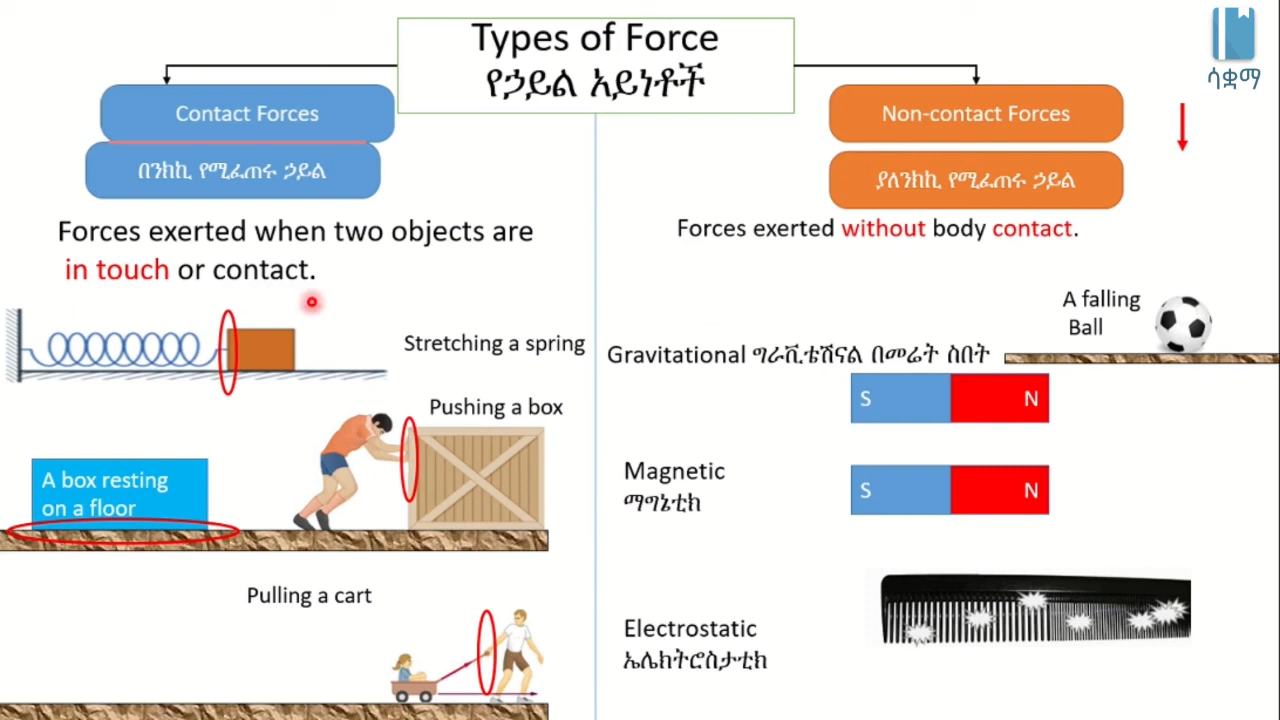 Types of Force
የኃይል አይነቶች
ሳቋማ
Contact Forces
በንክኪ የሚፈጠሩ ኃይል
Forces exerted when two objects are
in touch or contact.
Stretching a spring
Pushing a box
A box resting
on a floor
Pulling a cart
Non-contact Forces
ያለንክኪ የሚፈጠሩ ኃይል
Forces exerted without body contact.
A falling
Ball
Gravitational ግራቪቴሽናል በመሬት ስበት
S N
Magnetic
ማግኔቲክ
S N
Electrostatic
ኤሌክትሮስታቲክ